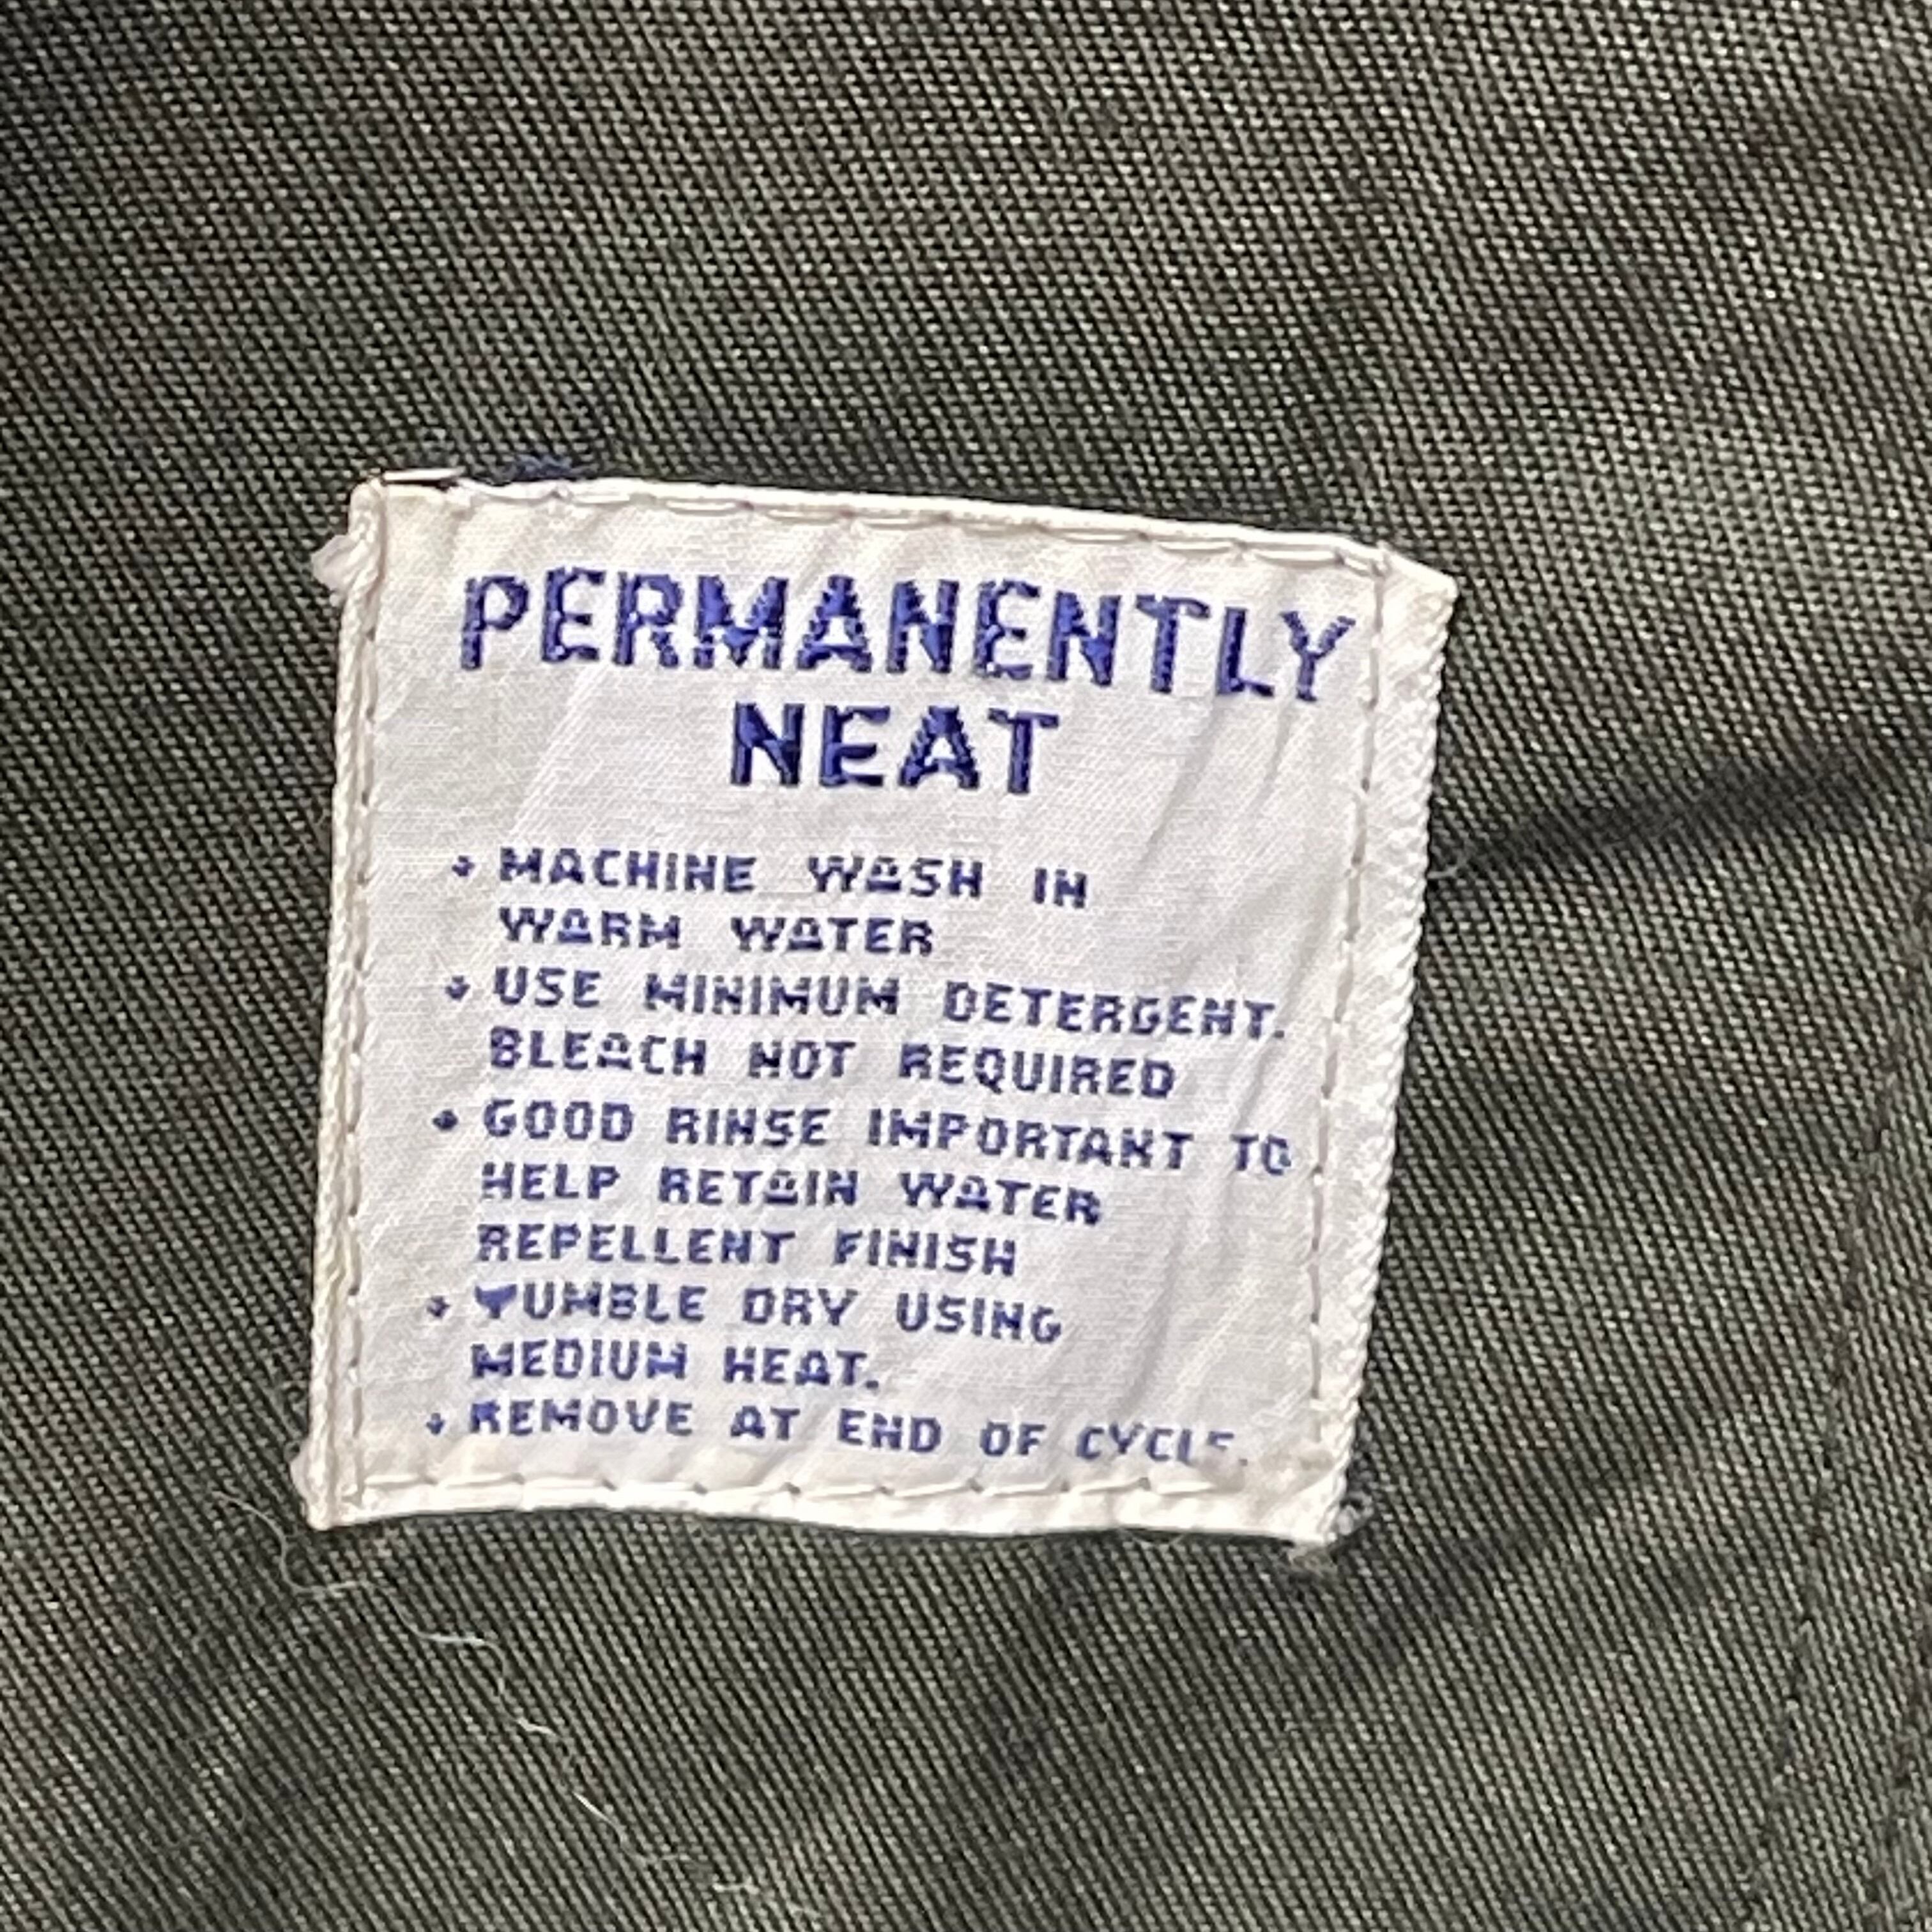 PERMANENTLY
NEAT
MACHINE WASH IN
WARM WATER
USE MINIMUM DETERGENT.
BLEACH NOT REQUIRED
GOOD RINSE IMPORTANT TO
HELP RETAIN WATER
REPELLENT FINISH
TUMBLE DRY USING
MEDIUM HEAT.
REMOVE AT END OF CYCLE.